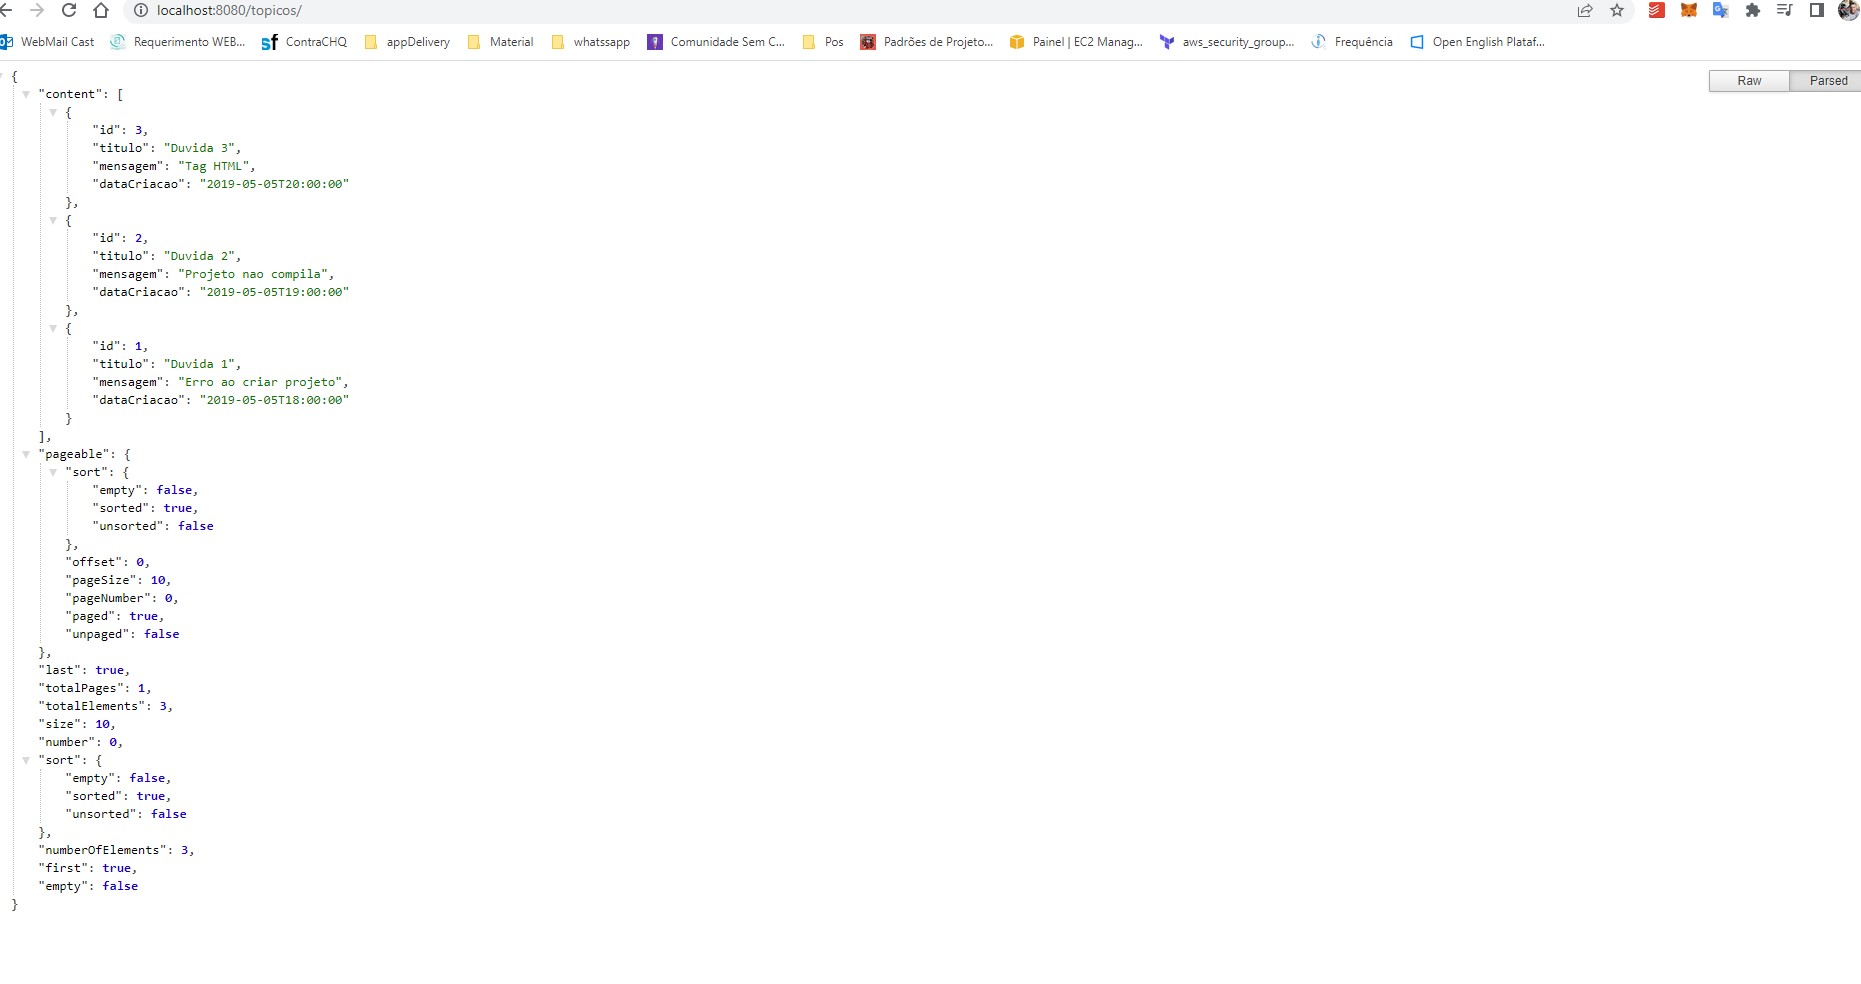 localhost:8080/topicos/
WebMail Cast Requerimento WEB... ContraCHQ appDelivery Material whatssapp Comunidade Sem C... Pos Padrões de Projeto... Painel | EC2 Manag... aws_security_group... Frequência Open English Plataf...
Raw Parsed
{
"content": [
{
"id": 3,
"titulo": "Duvida 3",
"mensagem": "Tag HTML",
"dataCriacao": "2019-05-05T20:00:00"
},
{
"id": 2,
"titulo": "Duvida 2",
"mensagem": "Projeto nao compila",
"dataCriacao": "2019-05-05T19:00:00"
},
{
"id": 1,
"titulo": "Duvida 1",
"mensagem": "Erro ao criar projeto",
"dataCriacao": "2019-05-05T18:00:00"
}
],
"pageable": {
"sort": {
"empty": false,
"sorted": true,
"unsorted": false
},
"offset": 0,
"pageSize": 10,
"pageNumber": 0,
"paged": true,
"unpaged": false
},
"last": true,
"totalPages": 1,
"totalElements": 3,
"size": 10,
"number": 0,
"sort": {
"empty": false,
"sorted": true,
"unsorted": false
},
"numberOfElements": 3,
"first": true,
"empty": false
}